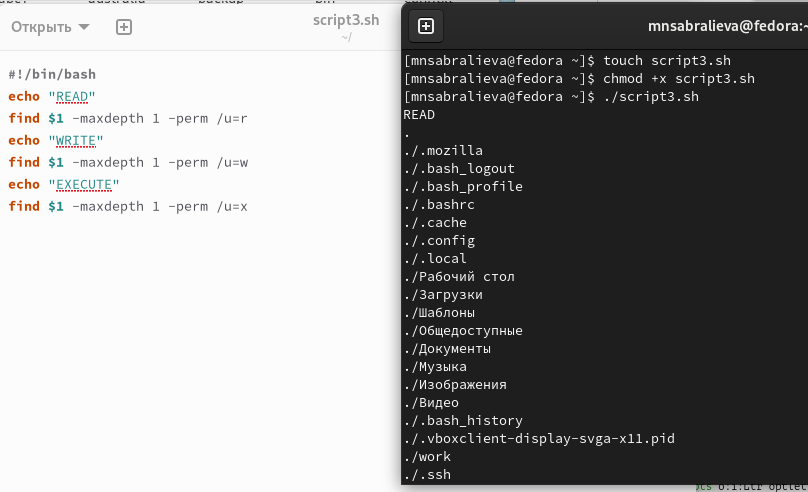 Открыть
script3.sh
~/
#!/bin/bash
echo "READ"
find $1 -maxdepth 1 -perm /u=r
echo "WRITE"
find $1 -maxdepth 1 -perm /u=w
echo "EXECUTE"
find $1 -maxdepth 1 -perm /u=x
mnsabralieva@fedora:~
[mnsabralieva@fedora ~]$ touch script3.sh
[mnsabralieva@fedora ~]$ chmod +x script3.sh
[mnsabralieva@fedora ~]$ ./script3.sh
READ
.
./.mozilla
./.bash_logout
./.bash_profile
./.bashrc
./.cache
./.config
./.local
./Рабочий стол
./Загрузки
./Шаблоны
./Общедоступные
./Документы
./Музыка
./Изображения
./Видео
./.bash_history
./.vboxclient-display-svga-x11.pid
./work
./.ssh